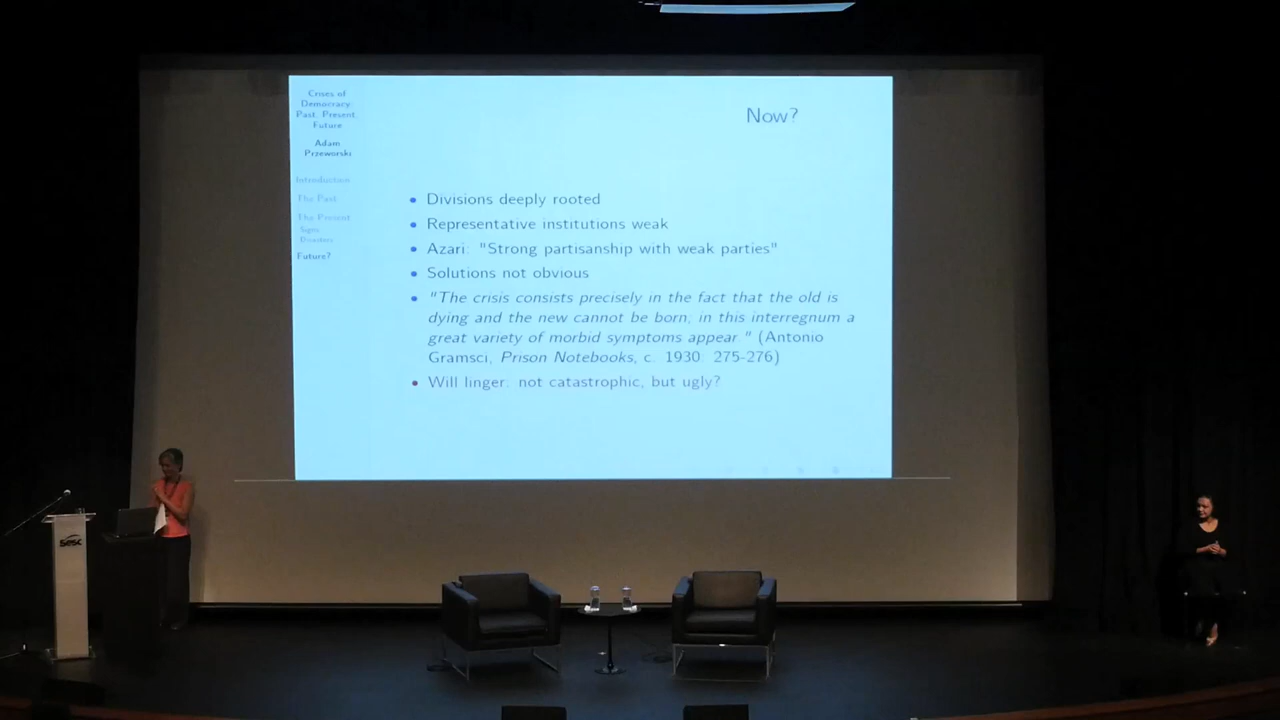 Crises of
Democracy:
Past, Present,
Future
Adam
Przeworski
Introduction
The Past
The Present
Signs
Future?
Now?
Divisions deeply rooted
Representative institutions weak
Azari: "Strong partisanship with weak parties"
Solutions not obvious
"The crisis consists precisely in the fact that the old is
dying and the new cannot be born; in this interregnum a
great variety of morbid symptoms appear." (Antonio
Gramsci, Prison Notebooks, c. 1930: 275-276)
Will linger: not catastrophic, but ugly?
Sesc